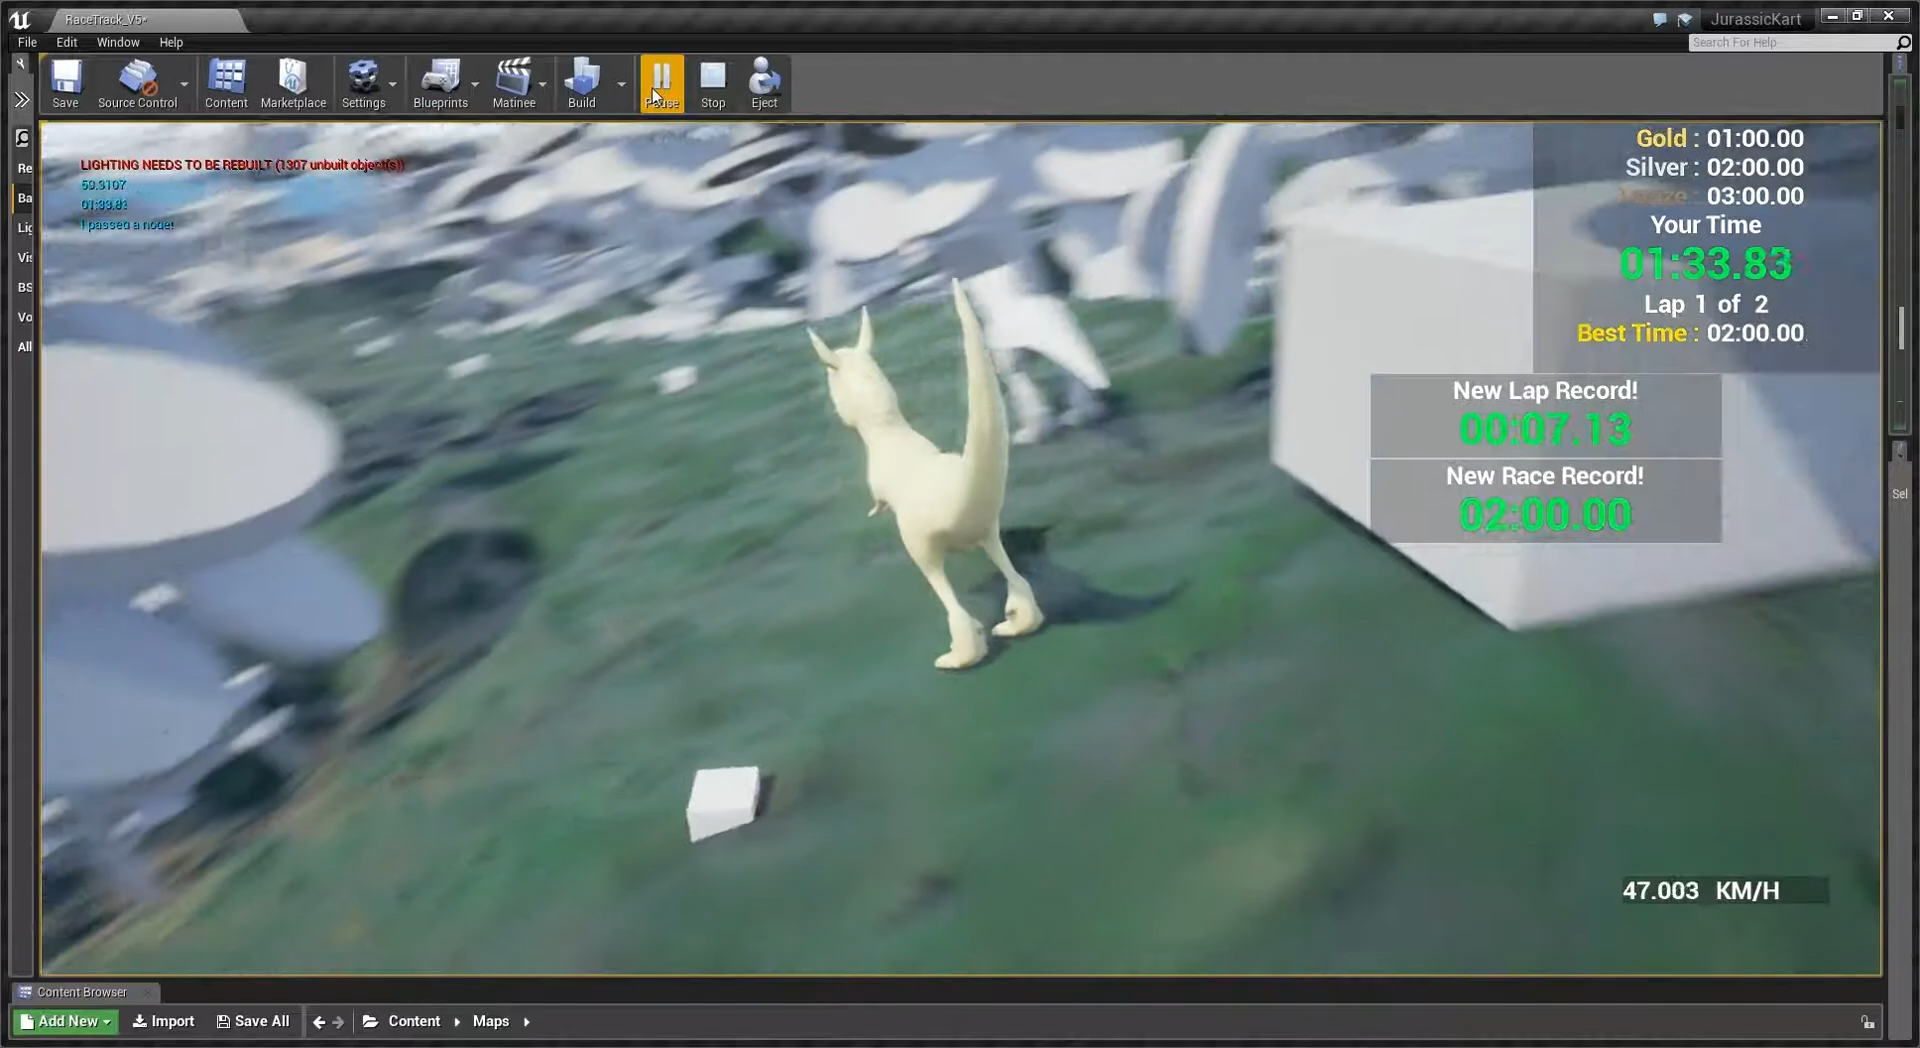 RaceTrack_V5*
JurassicKart
File Edit Window Help
Search For Help
Save Source Control Content Marketplace Settings Blueprints Matinee Build Pause Stop Eject
Re
Ba
Lig
Vis
BS
Vo
All
Sel
LIGHTING NEEDS TO BE REBUILT (1307 unbuilt object(s))
01:33.83
I passed a node!
Gold : 01:00.00
Silver : 02:00.00
03:00.00
Your Time
01:33.83
Lap 1 of 2
Best Time : 02:00.00
New Lap Record!
00:07.13
New Race Record!
02:00.00
47.003 KM/H
Content Browser
Add New Import Save All Content Maps